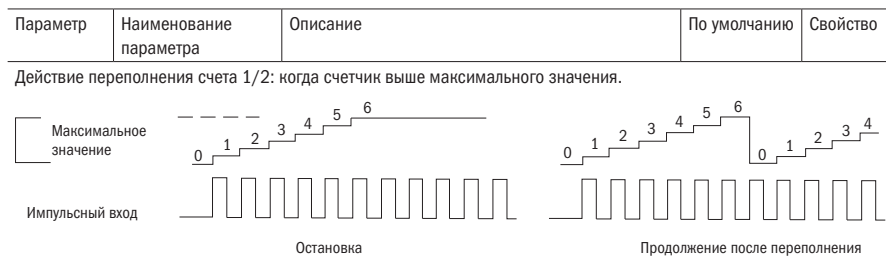 Параметр Наименование параметра Описание По умолчанию Свойство
Действие переполнения счета 1/2: когда счетчик выше максимального значения.
Максимальное значение
0 1 2 3 4 5 6
0 1 2 3 4 5 6 0 1 2 3 4
Импульсный вход
Остановка
Продолжение после переполнения